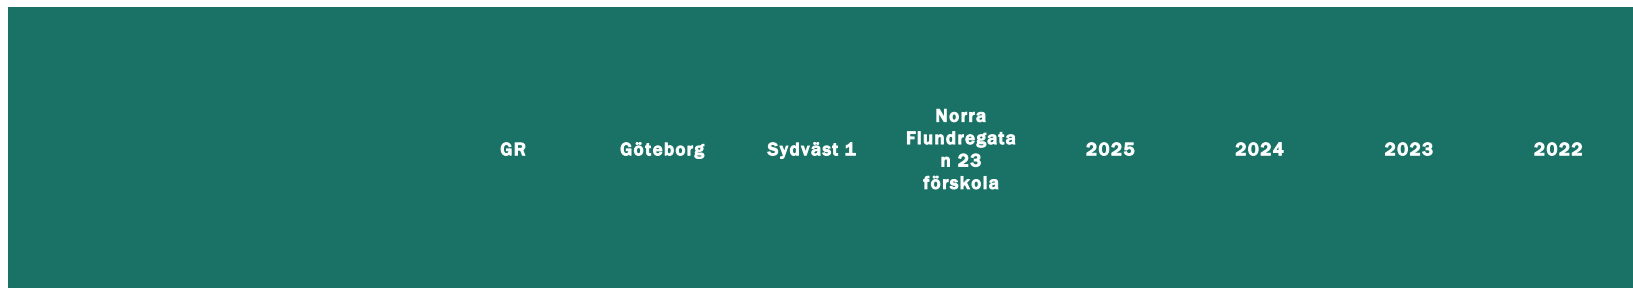 GR
Göteborg
Sydväst 1
Norra
Flundregata
n 23
förskola
2025
2024
2023
2022